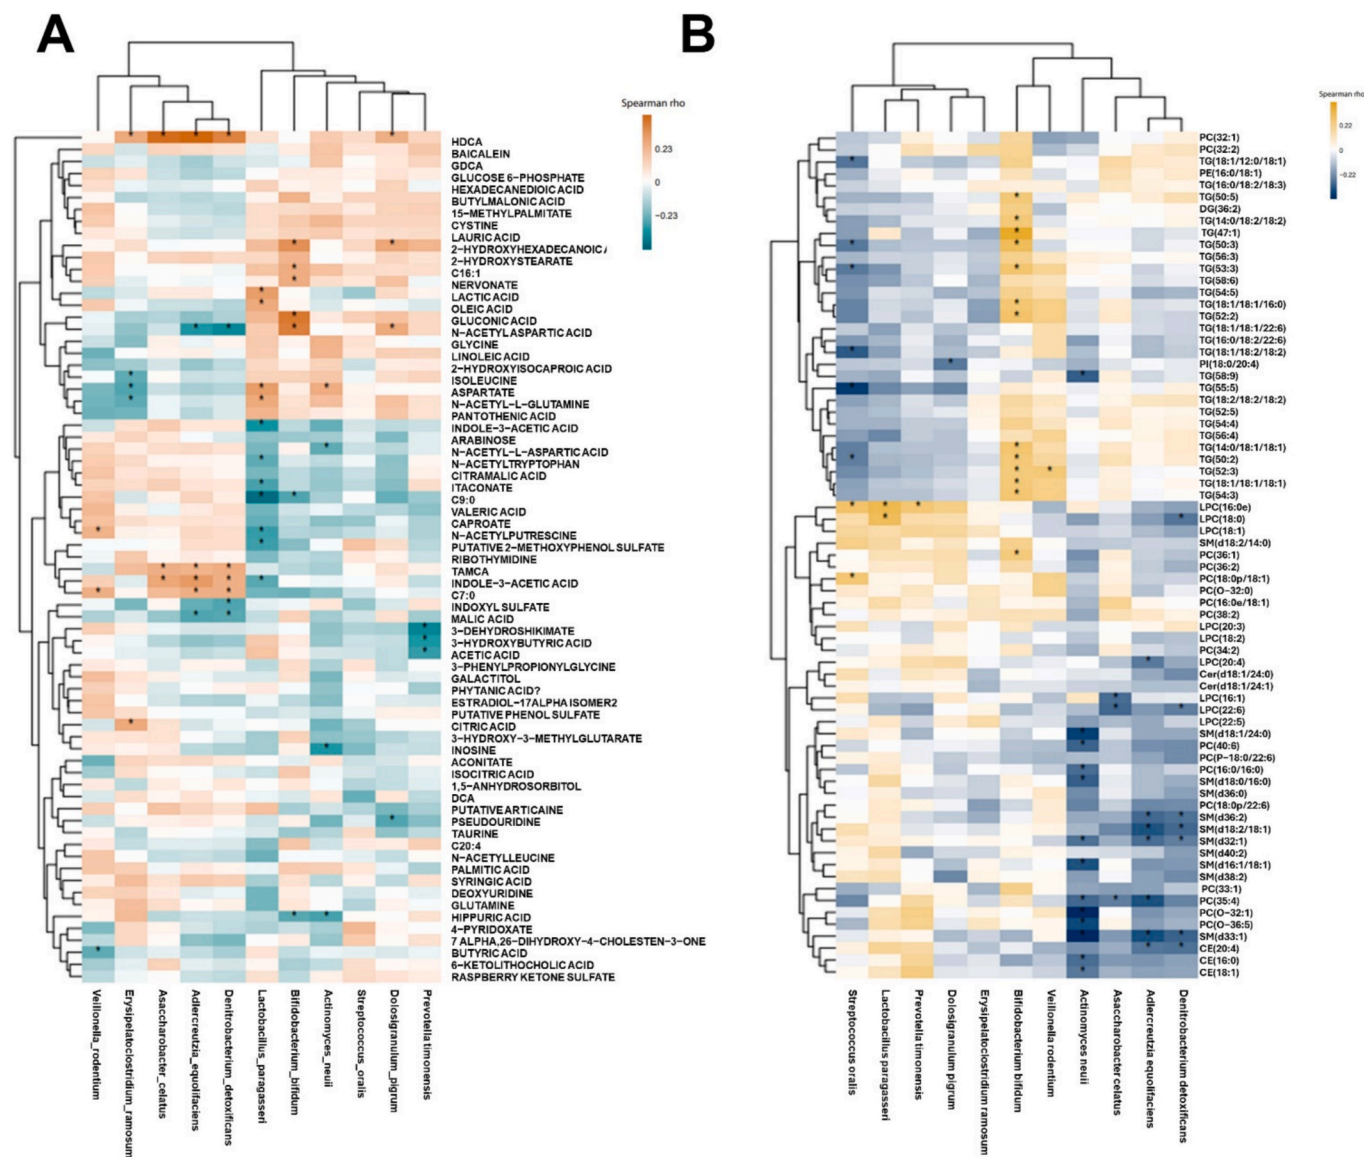 A
Spearman rho
0.23
0
-0.23
HDCA
BAICALEIN
GDCA
GLUCOSE 6-PHOSPHATE
HEXADECANEDIOIC ACID
BUTYLMALONIC ACID
15-METHYLPALMITATE
CYSTINE
LAURIC ACID
2-HYDROXYHEXADECANOIC/
2-HYDROXYSTEARATE
C16:1
NERVONATE
LACTIC ACID
OLEIC ACID
GLUCONIC ACID
N-ACETYL ASPARTIC ACID
GLYCINE
LINOLEIC ACID
2-HYDROXYISOCAPROIC ACID
ISOLEUCINE
ASPARTATE
N-ACETYL-L-GLUTAMINE
PANTOTHENIC ACID
INDOLE-3-ACETIC ACID
ARABINOSE
N-ACETYL-L-ASPARTIC ACID
N-ACETYLTRYPTOPHAN
CITRAMALIC ACID
ITACONATE
C9:0
VALERIC ACID
CAPROATE
N-ACETYLPUTRESCINE
PUTATIVE 2-METHOXYPHENOL SULFATE
RIBOTHYMIDINE
TAMCA
INDOLE-3-ACETIC ACID
C7:0
INDOXYL SULFATE
MALIC ACID
3-DEHYDROSHIKIMATE
3-HYDROXYBUTYRIC ACID
ACETIC ACID
3-PHENYLPROPIONYLGLYCINE
GALACTITOL
PHYTANIC ACID?
ESTRADIOL-17ALPHA ISOMER2
PUTATIVE PHENOL SULFATE
CITRIC ACID
3-HYDROXY-3-METHYLGLUTARATE
INOSINE
ACONITATE
ISOCITRIC ACID
1,5-ANHYDROSORBITOL
DCA
PUTATIVE ARTICAINE
PSEUDOURIDINE
TAURINE
C20:4
N-ACETYLLEUCINE
PALMITIC ACID
SYRINGIC ACID
DEOXYURIDINE
GLUTAMINE
HIPPURIC ACID
4-PYRIDOXATE
7 ALPHA,26-DIHYDROXY-4-CHOLESTEN-3-ONE
BUTYRIC ACID
6-KETOLITHOCHOLIC ACID
RASPBERRY KETONE SULFATE
Veillonella_rodentium
Erysipelatoclostridium_ramosum
Asaccharobacter_celatus
Adlercreutzia_equolifaciens
Denitrobacterium_detoxificans
Lactobacillus_paragasseri
Bifidobacterium_bifidum
Actinomyces_neuii
Streptococcus_oralis
Dolosigranulum_pigrum
Prevotella timonensis
B
Spearman rho
0.22
0
-0.22
PC(32:1)
PC(32:2)
TG(18:1/12:0/18:1)
PE(16:0/18:1)
TG(16:0/18:2/18:3)
TG(50:5)
DG(36:2)
TG(14:0/18:2/18:2)
TG(47:1)
TG(50:3)
TG(56:3)
TG(53:3)
TG(58:6)
TG(54:5)
TG(18:1/18:1/16:0)
TG(52:2)
TG(18:1/18:1/22:6)
TG(16:0/18:2/22:6)
TG(18:1/18:2/18:2)
PI(18:0/20:4)
TG(58:9)
TG(55:5)
TG(18:2/18:2/18:2)
TG(52:5)
TG(54:4)
TG(56:4)
TG(14:0/18:1/18:1)
TG(50:2)
TG(52:3)
TG(18:1/18:1/18:1)
TG(54:3)
LPC(16:0e)
LPC(18:0)
LPC(18:1)
SM(d18:2/14:0)
PC(36:1)
PC(36:2)
PC(18:0p/18:1)
PC(O-32:0)
PC(16:0e/18:1)
PC(38:2)
LPC(20:3)
LPC(18:2)
PC(34:2)
LPC(20:4)
Cer(d18:1/24:0)
Cer(d18:1/24:1)
LPC(16:1)
LPC(22:6)
LPC(22:5)
SM(d18:1/24:0)
PC(40:6)
PC(P-18:0/22:6)
PC(16:0/16:0)
SM(d18:0/16:0)
SM(d36:0)
PC(18:0p/22:6)
SM(d36:2)
SM(d18:2/18:1)
SM(d32:1)
SM(d40:2)
SM(d16:1/18:1)
SM(d38:2)
PC(33:1)
PC(35:4)
PC(O-32:1)
PC(O-36:5)
SM(d33:1)
CE(20:4)
CE(16:0)
CE(18:1)
Streptococcus oralis
Lactobacillus paragasseri
Prevotella timonensis
Dolosigranulum pigrum
Erysipelatoclostridium ramosum
Bifidobacterium bifidum
Veillonella rodentium
Actinomyces neuii
Asaccharobacter celatus
Adlercreutzia equolifaciens
Denitrobacterium detoxificans